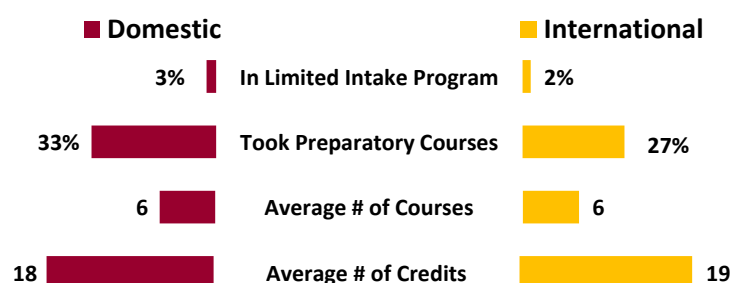 Domestic International
3% In Limited Intake Program 2%
33% Took Preparatory Courses 27%
6 Average # of Courses 6
18 Average # of Credits 19